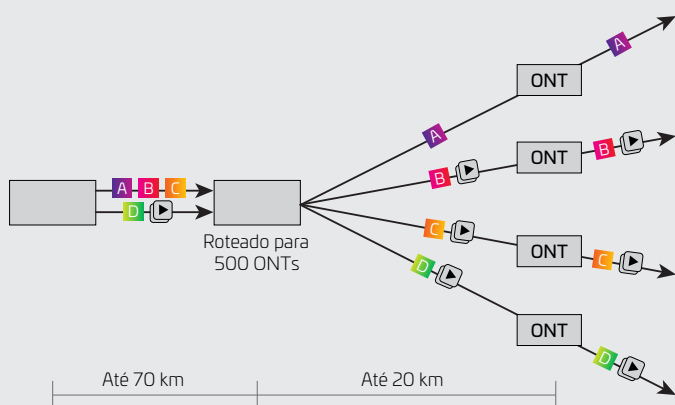 A
ONT
A
B
ONT
B
A B C
D
Roteado para
500 ONTs
C
ONT
C
D
ONT
D
Até 70 km
Até 20 km